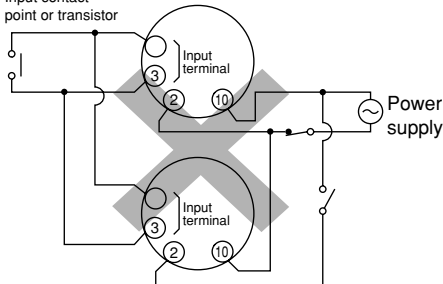 Input contact
point or transistor
Input
terminal
3
2
10
Power
supply
Input
terminal
3
2
10